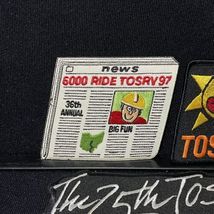 news
6000 RIDE TOSRV 97
36th
ANNUAL
BIG FUN
TOS
The 75th TOS